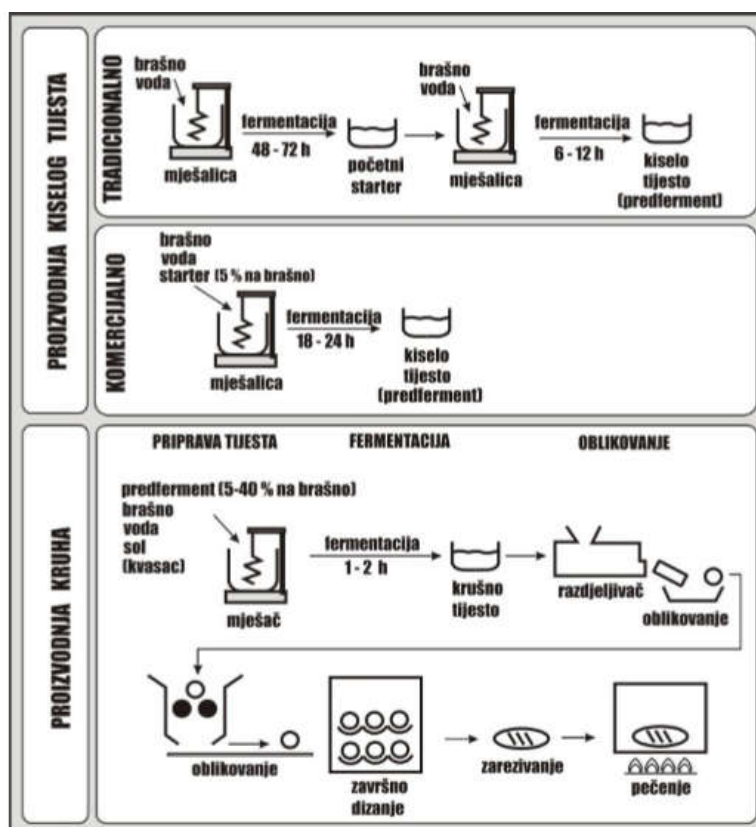 PROIZVODNJA KISELOG TIJESTA
TRADICIONALNO
brašno
voda
mješalica
fermentacija
48 - 72 h
početni
starter
brašno
voda
mješalica
fermentacija
6 - 12 h
kiselo
tijesto
(predferment)
KOMERCIJALNO
brašno
voda
starter (5 % na brašno)
mješalica
fermentacija
18 - 24 h
kiselo
tijesto
(predferment)
PROIZVODNJA KRUHA
PRIPRAVA TIJESTA
FERMENTACIJA
OBLIKOVANJE
predferment (5-40 % na brašno)
brašno
voda
sol
(kvasac)
mješač
fermentacija
1 - 2 h
krušno
tijesto
razdjeljivač
oblikovanje
oblikovanje
završno
dizanje
zarezivanje
pečenje